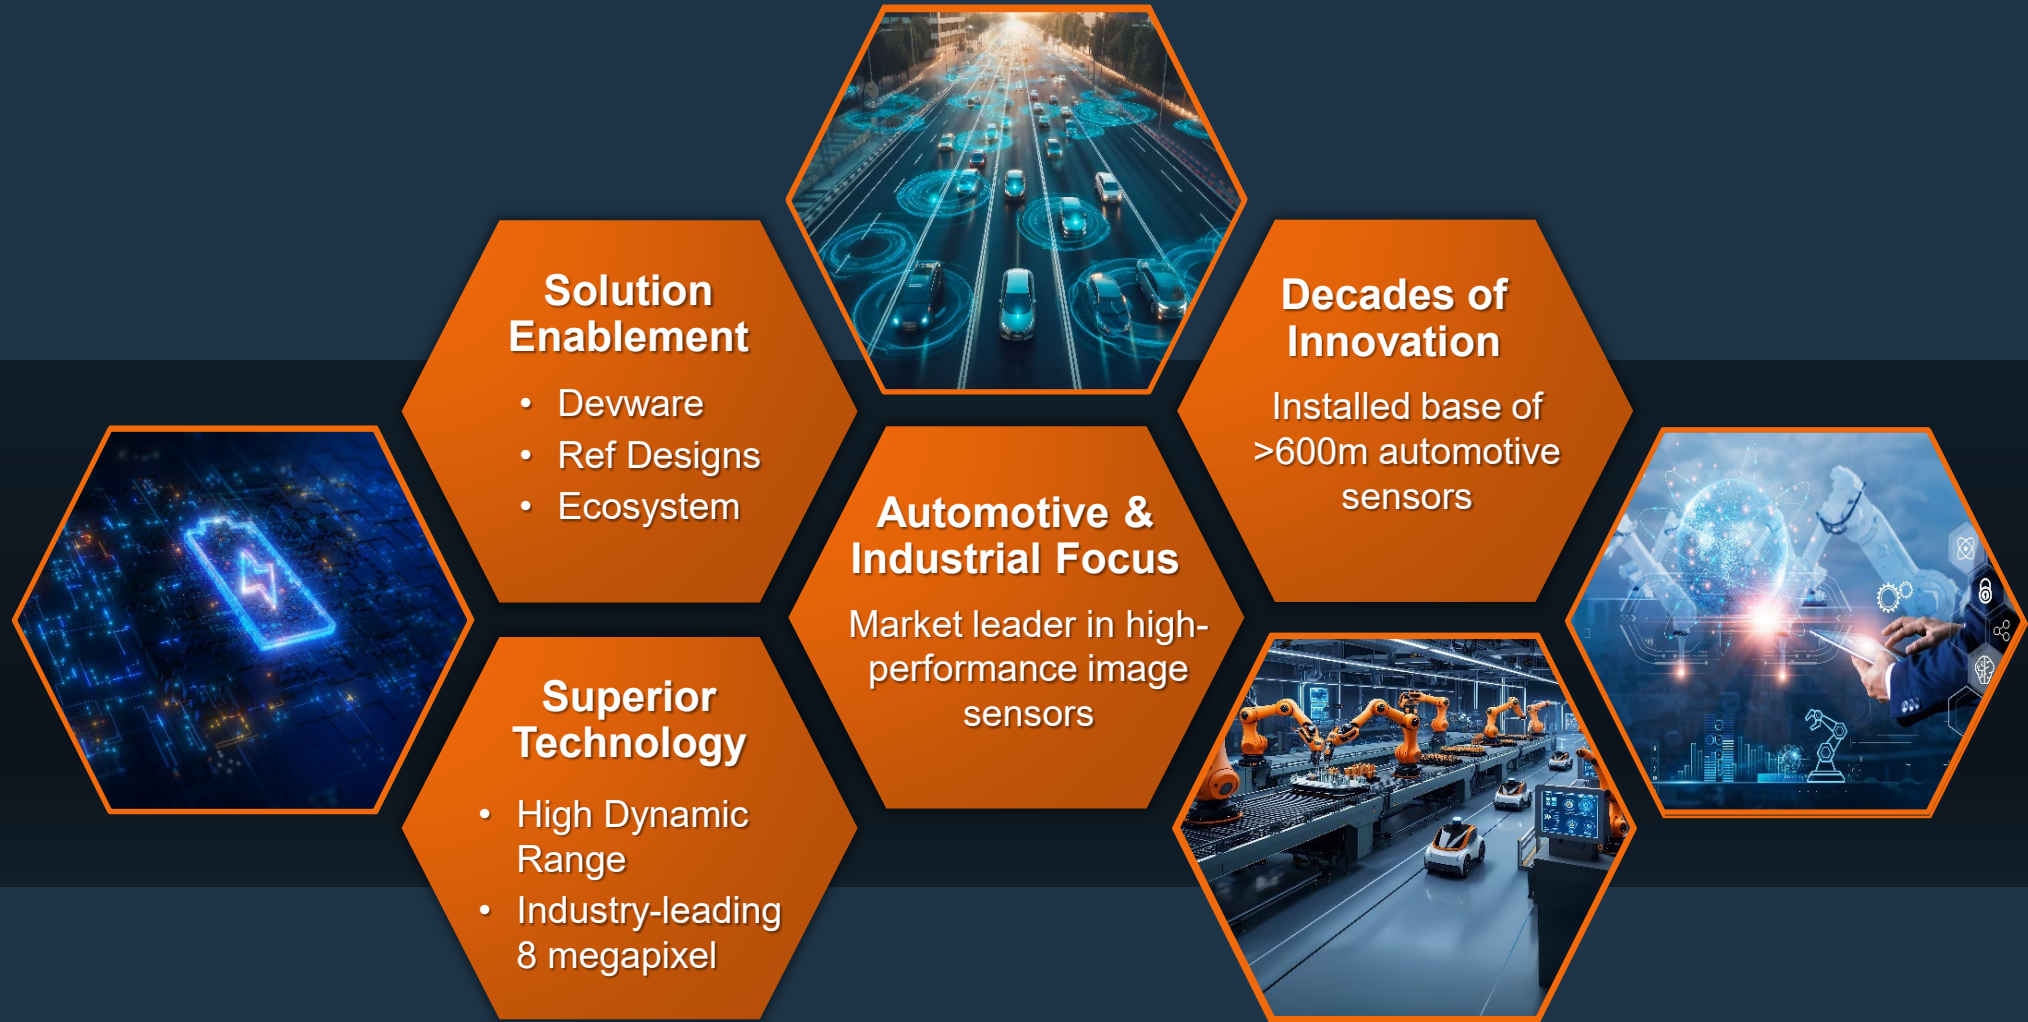 Solution
Enablement
• Devware
• Ref Designs
• Ecosystem
Superior
Technology
• High Dynamic
Range
• Industry-leading
8 megapixel
Automotive &
Industrial Focus
Market leader in high-
performance image
sensors
Decades of
Innovation
Installed base of
>600m automotive
sensors